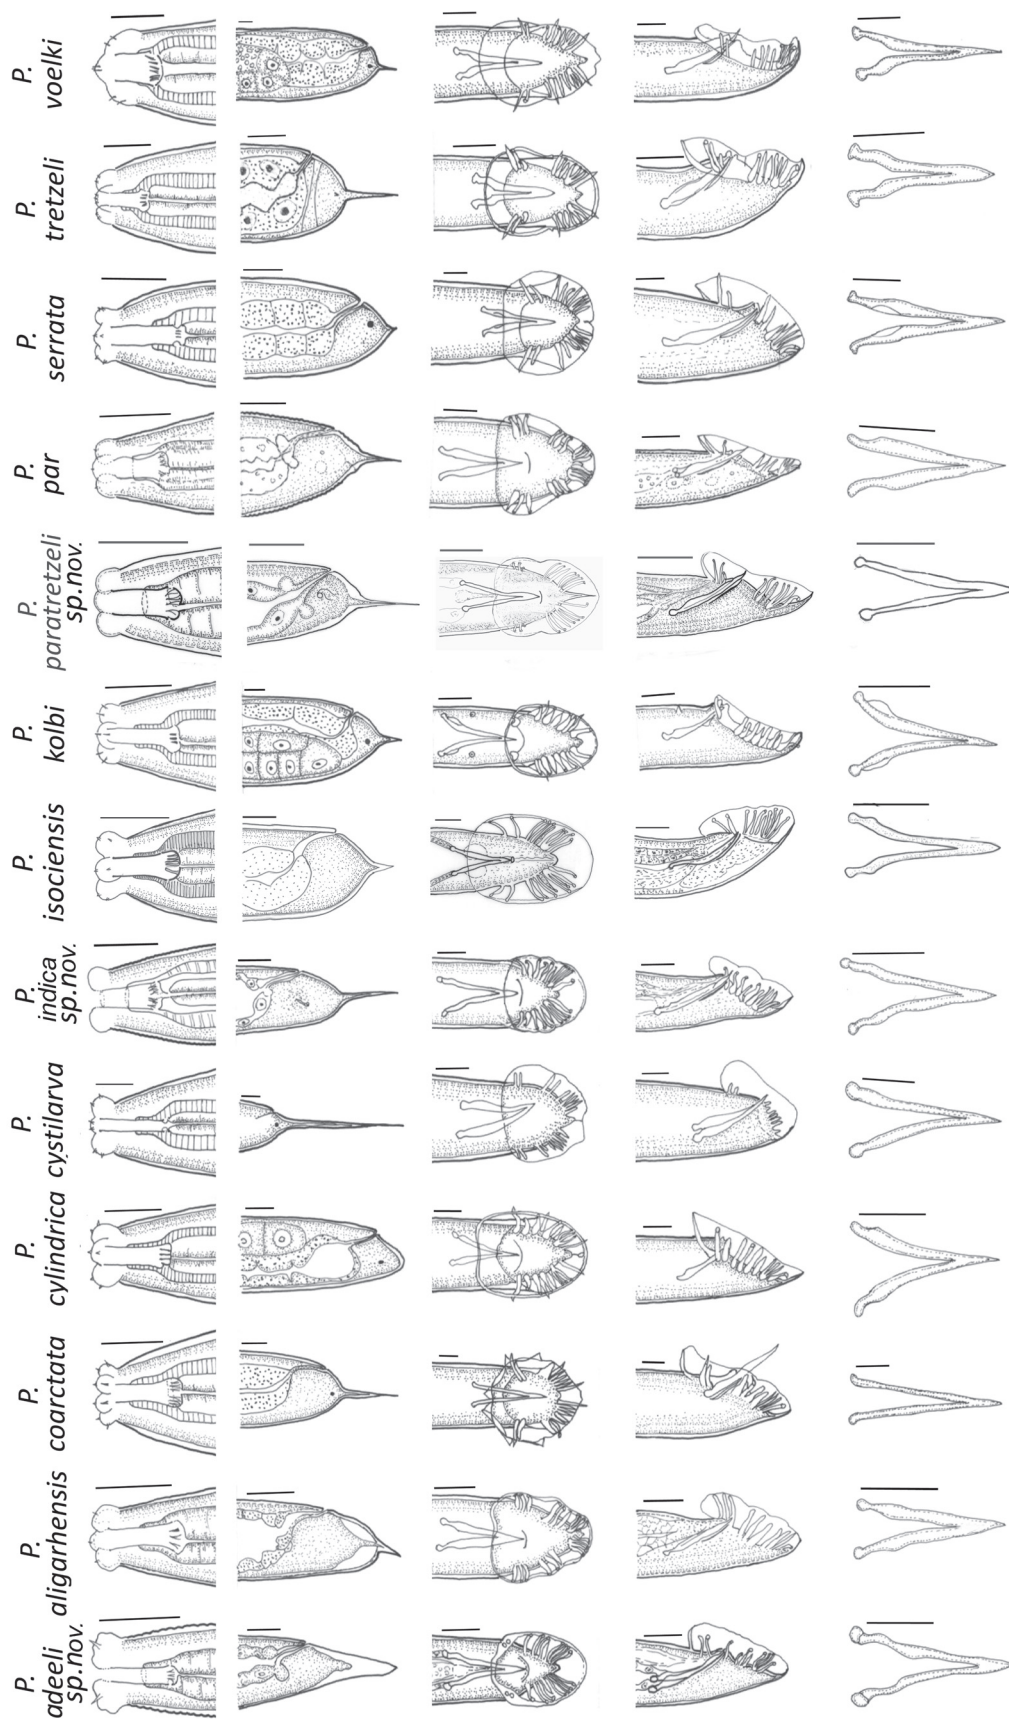 P.
adeeli
sp.nov.
P.
aligarhensis
P.
coarctata
P.
cylindrica
P.
cystilarva
P.
indica
sp.nov.
P.
isociensis
P.
kolbi
P.
paratretzeli
sp.nov.
P.
par
P.
serrata
P.
tretzeli
P.
voelki